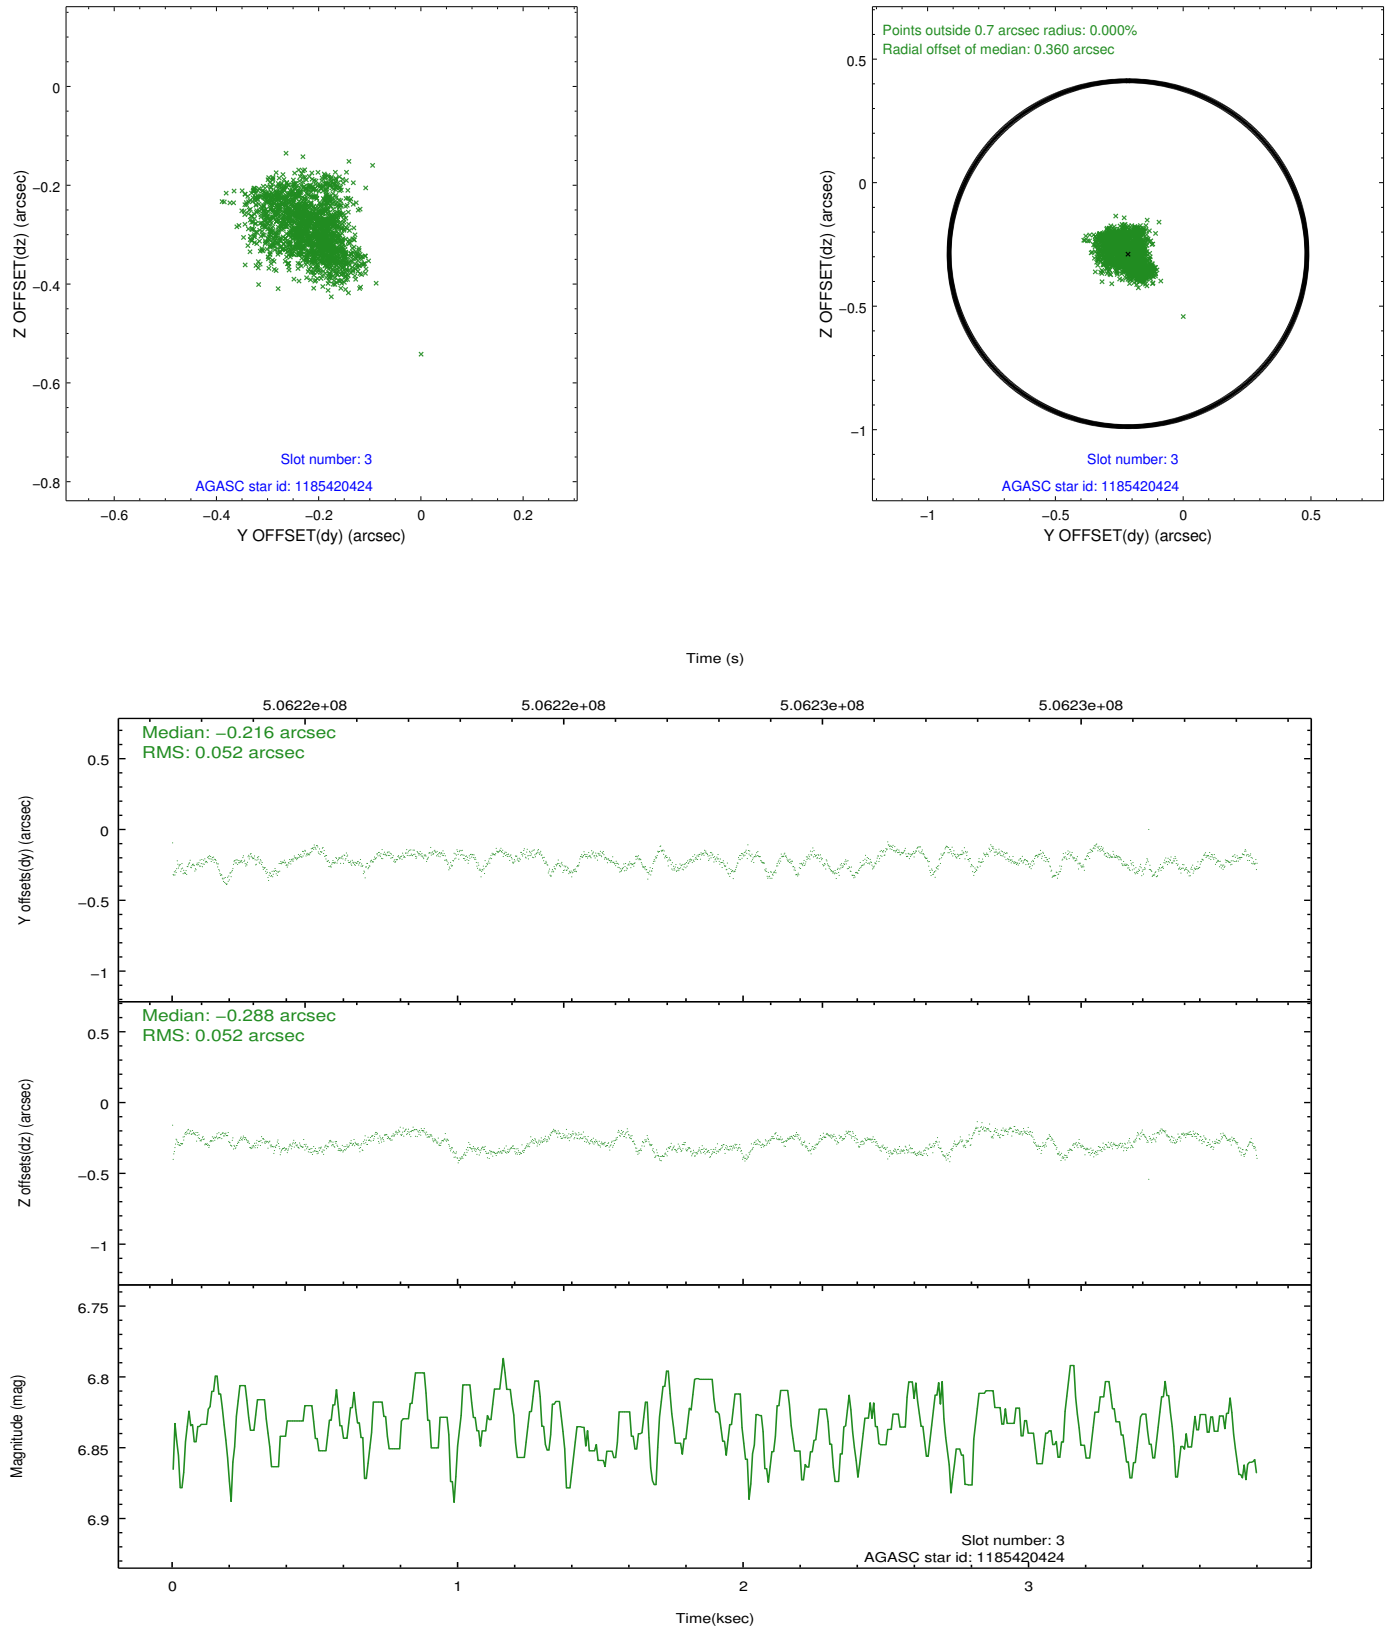 0
−0.2
−0.4
−0.6
−0.8
Z OFFSET(dz) (arcsec)
Slot number: 3
AGASC star id: 1185420424
−0.6 −0.4 −0.2 0 0.2
Y OFFSET(dy) (arcsec)
Points outside 0.7 arcsec radius: 0.000%
Radial offset of median: 0.360 arcsec
0.5
0
−0.5
−1
Z OFFSET(dz) (arcsec)
Slot number: 3
AGASC star id: 1185420424
−1 −0.5 0 0.5
Y OFFSET(dy) (arcsec)
Time (s)
5.0622e+08 5.0622e+08 5.0623e+08 5.0623e+08
Median: −0.216 arcsec
RMS: 0.052 arcsec
0.5
0
−0.5
−1
Y offsets(dy) (arcsec)
Median: −0.288 arcsec
RMS: 0.052 arcsec
0.5
0
−0.5
−1
Z offsets(dz) (arcsec)
6.75
6.8
6.85
6.9
Magnitude (mag)
Slot number: 3
AGASC star id: 1185420424
0 1 2 3
Time(ksec)